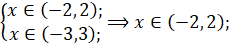 {x ∈ (−2,2);
x ∈ (−3,3); ⟹ x ∈ (−2,2);